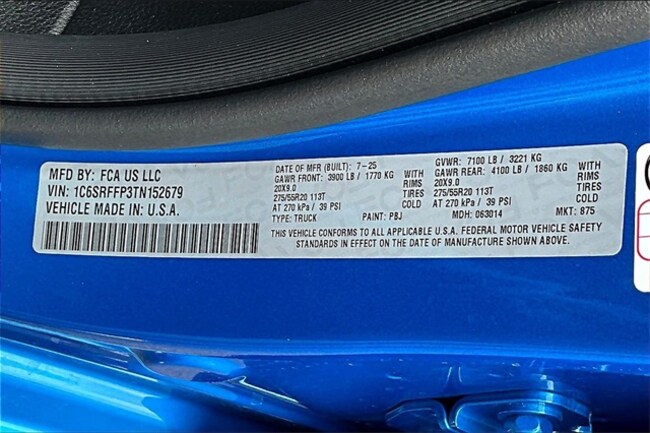 MFD BY: FCA US LLC
VIN: 1C6SRFFP3TN152679
VEHICLE MADE IN U.S.A.
DATE OF MFR (BUILT): 7-25 GVWR: 7100 LB / 3221 KG
GAWR FRONT: 3900 LB / 1770 KG WITH GAWR REAR: 4100 LB / 1860 KG WITH
20X9.0 RIMS 20X9.0 RIMS
275/55R20 113T TIRES 275/55R20 113T TIRES
AT 270 kPa / 39 PSI COLD AT 270 kPa / 39 PSI COLD
TYPE: TRUCK PAINT: PBJ MDH: 063014 MKT: 875
THIS VEHICLE CONFORMS TO ALL APPLICABLE U.S.A. FEDERAL MOTOR VEHICLE SAFETY
STANDARDS IN EFFECT ON THE DATE OF MANUFACTURE SHOWN ABOVE.